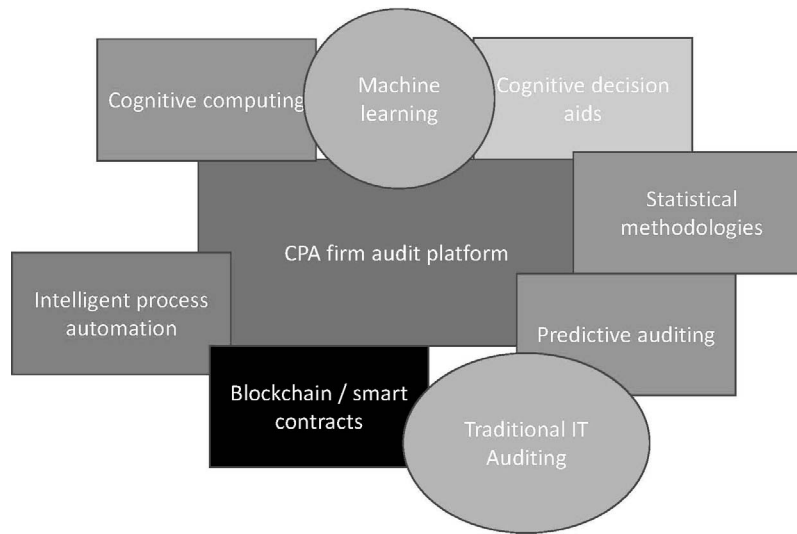 Cognitive computing
Machine
learning
Cognitive decision
aids
Statistical
methodologies
CPA firm audit platform
Intelligent process
automation
Predictive auditing
Blockchain / smart
contracts
Traditional IT
Auditing